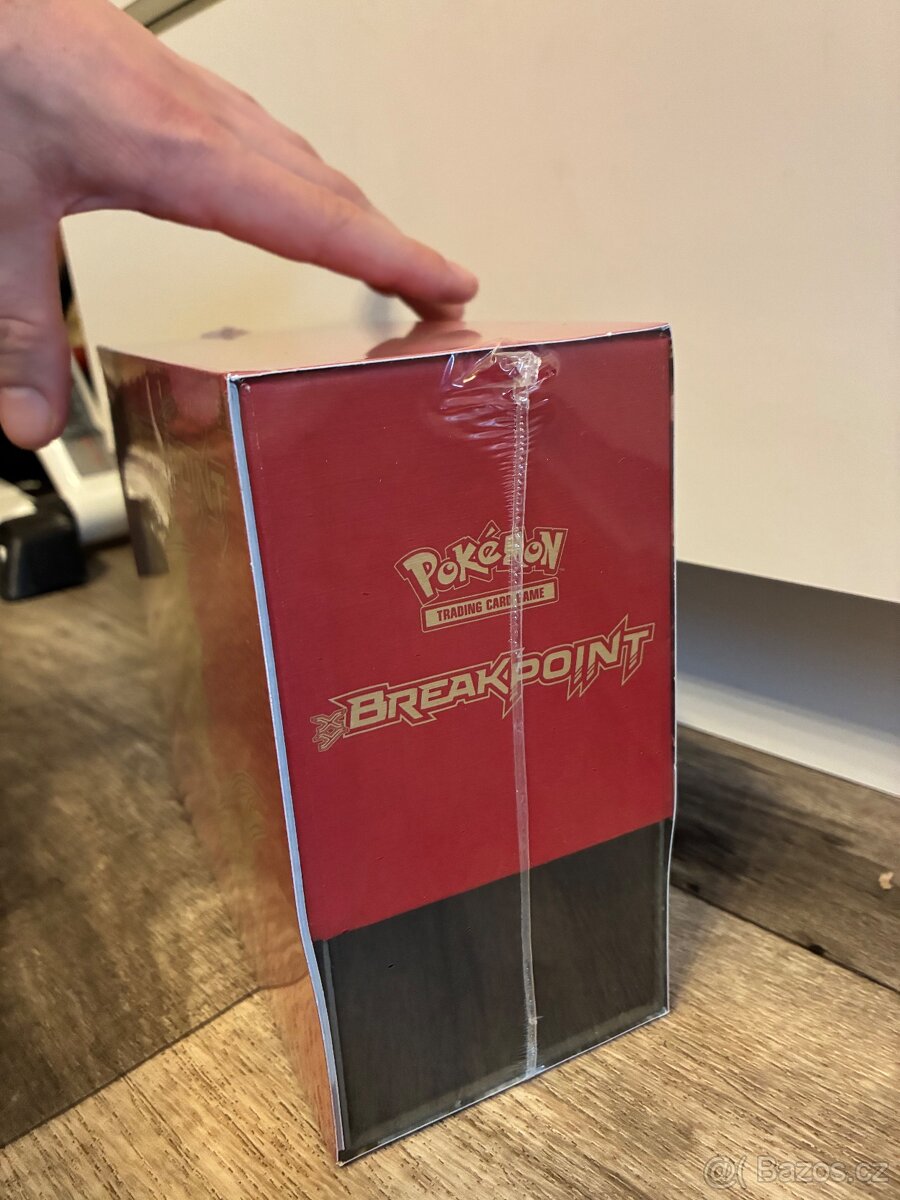 POKéMON
TRADING CARD GAME
XY BREAKPOINT
@( Bazos.cz